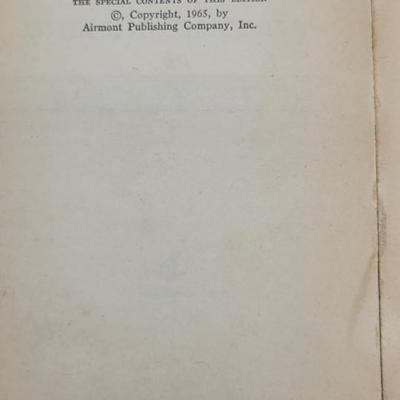 THE SPECIAL CONTENTS OF THIS EDITION
©, Copyright, 1965, by
Airmont Publishing Company, Inc.